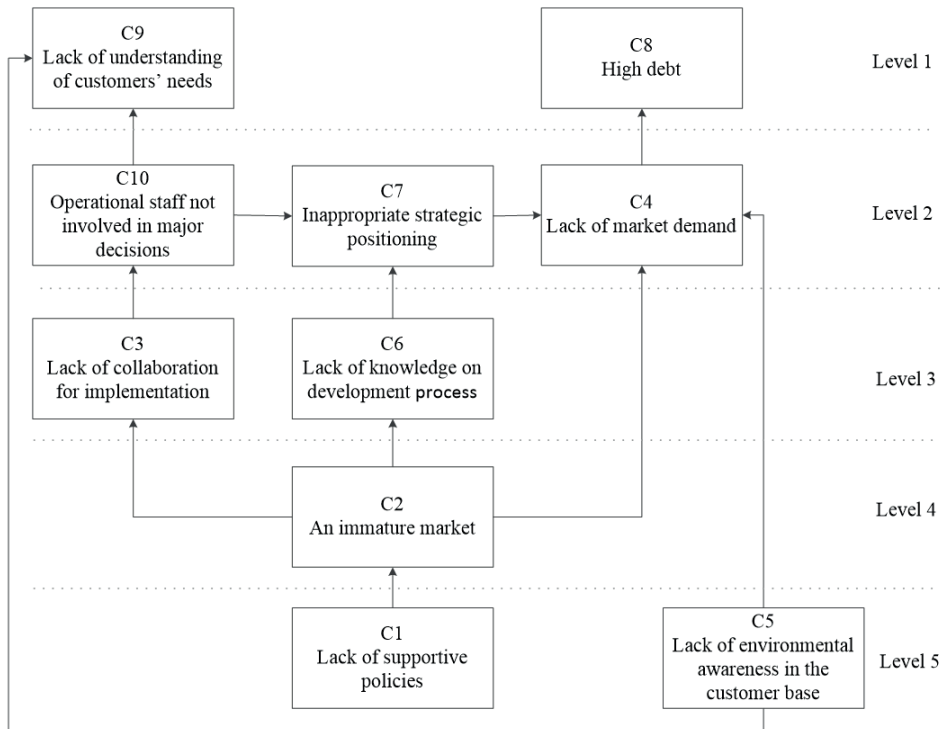 C9
Lack of understanding
of customers’ needs
C8
High debt
Level 1
C10
Operational staff not
involved in major
decisions
C7
Inappropriate strategic
positioning
C4
Lack of market demand
Level 2
C3
Lack of collaboration
for implementation
C6
Lack of knowledge on
development process
Level 3
C2
An immature market
Level 4
C1
Lack of supportive
policies
C5
Lack of environmental
awareness in the
customer base
Level 5